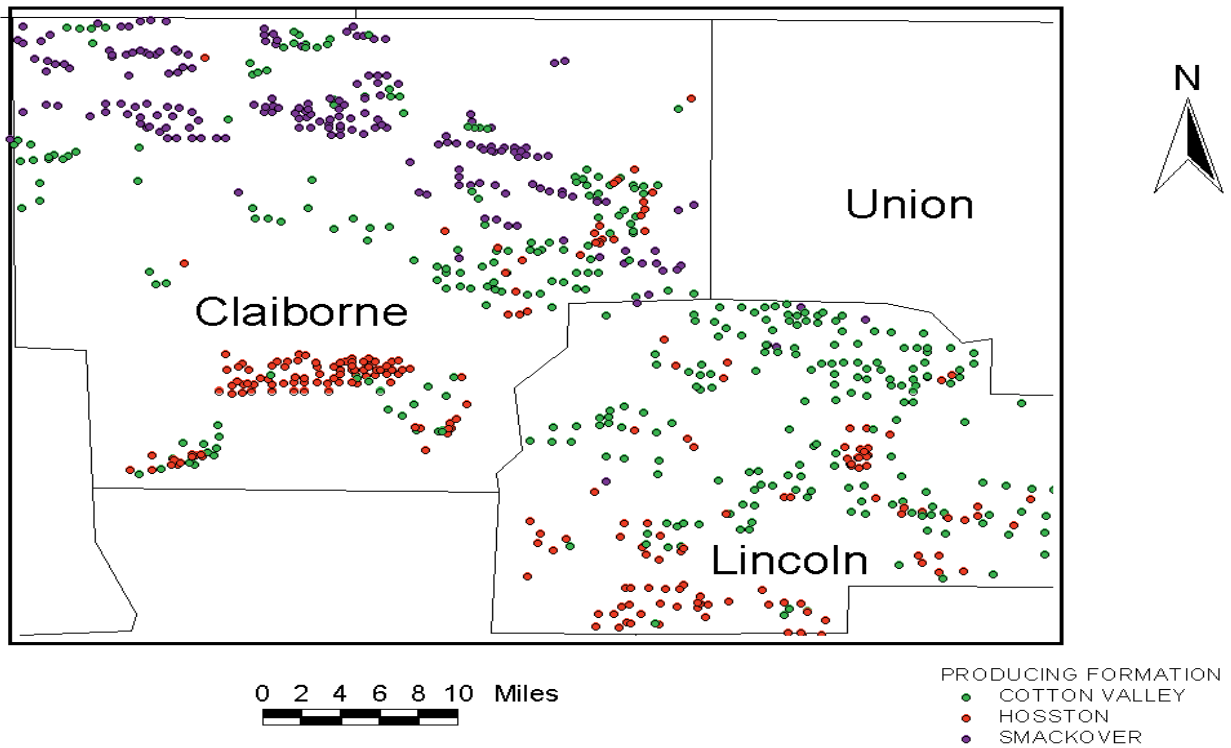 N
Union
Claiborne
Lincoln
0 2 4 6 8 10 Miles
PRODUCING FORMATION
COTTON VALLEY
HOSSTON
SMACKOVER